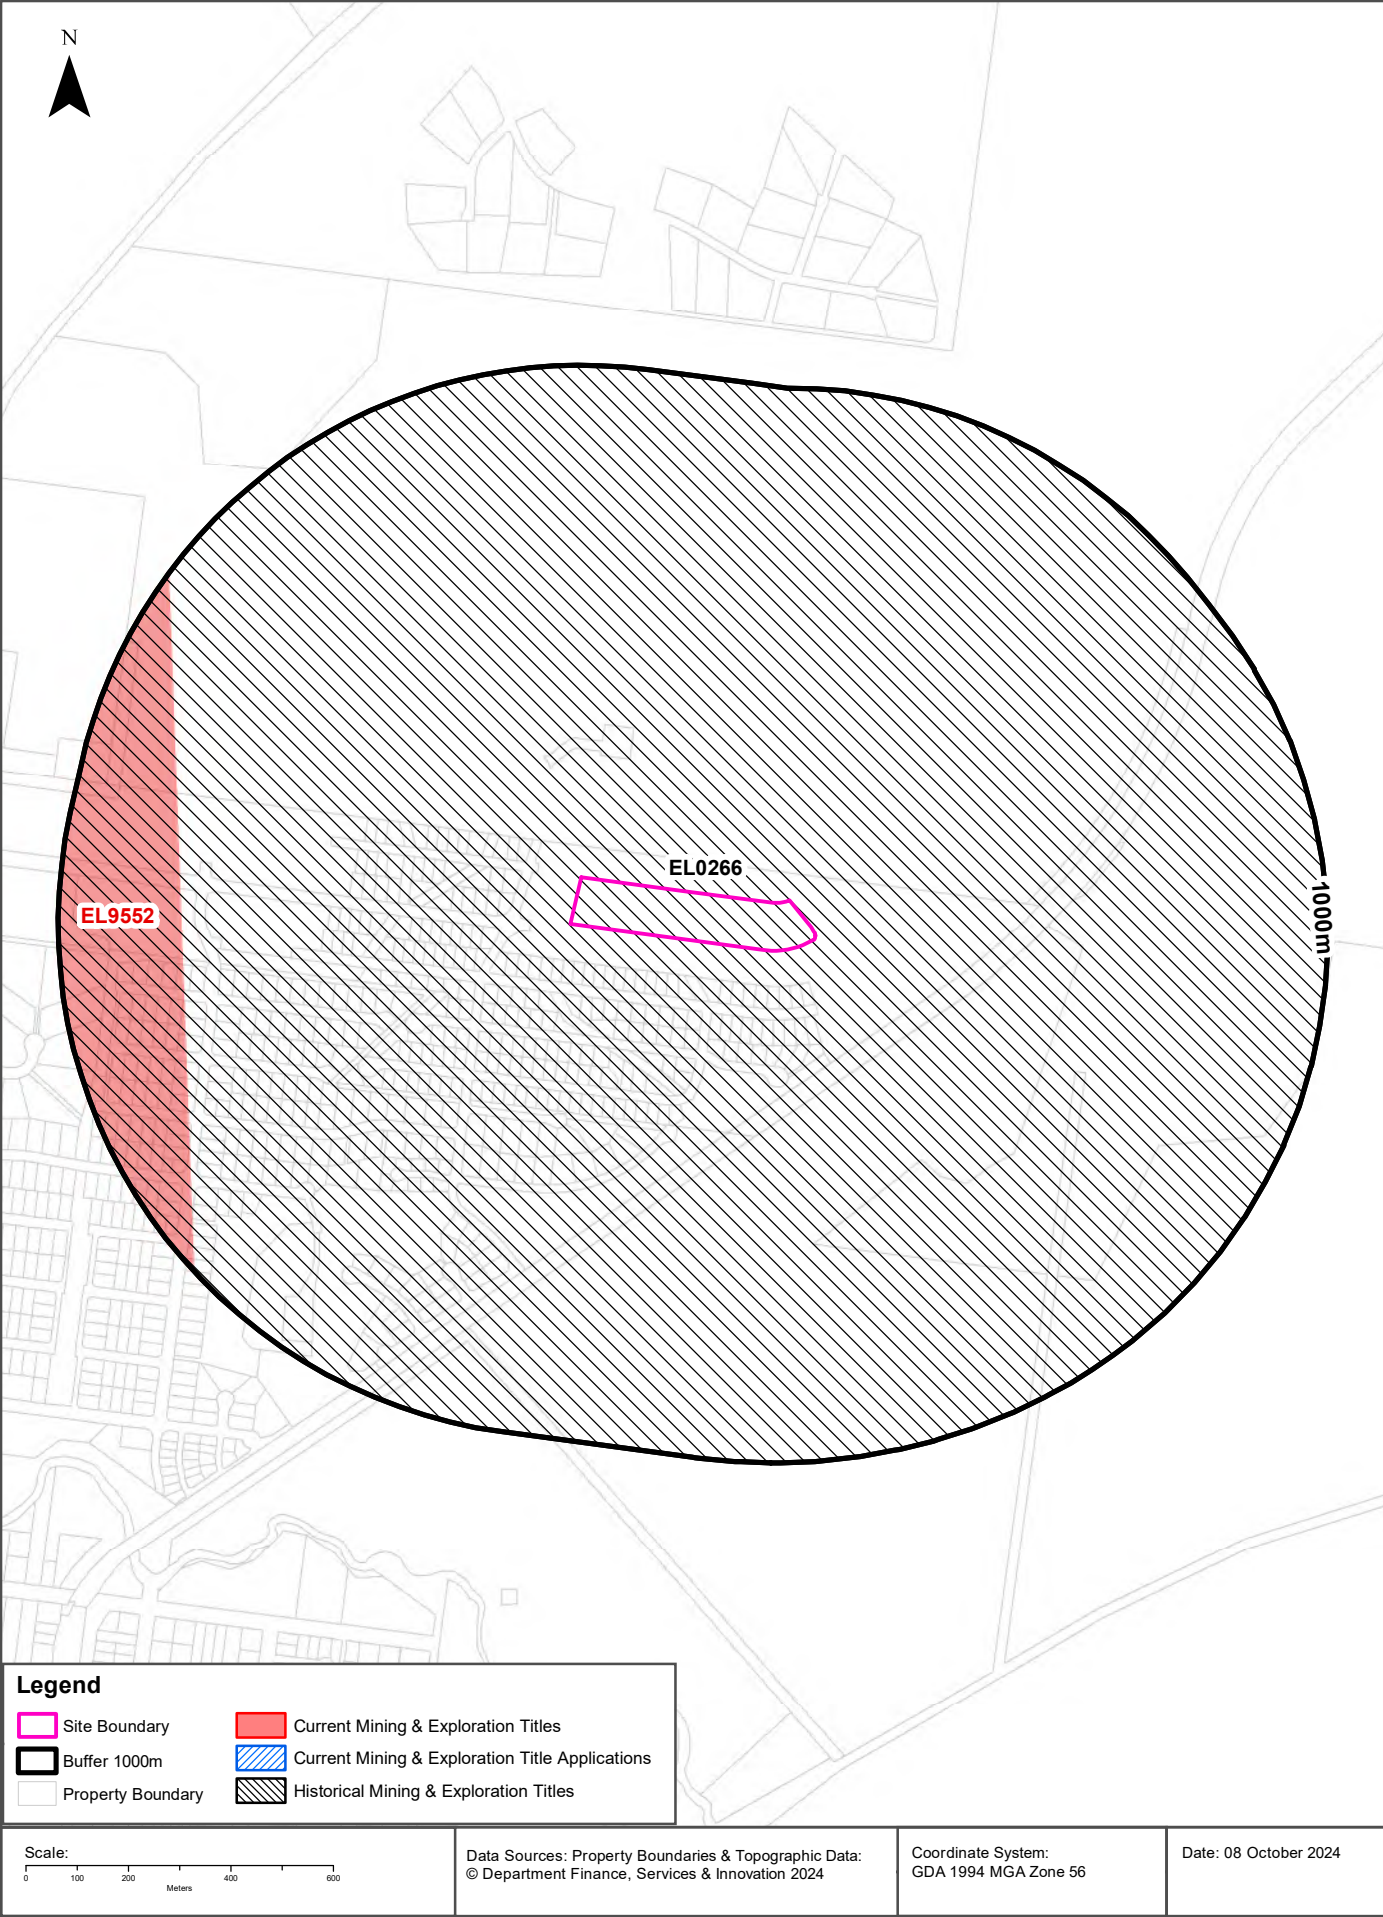 N
EL0266
EL9552
1000m
Legend
Site Boundary
Buffer 1000m
Property Boundary
Current Mining & Exploration Titles
Current Mining & Exploration Title Applications
Historical Mining & Exploration Titles
Scale:
0 100 200 400 600
Meters
Data Sources: Property Boundaries & Topographic Data:
© Department Finance, Services & Innovation 2024
Coordinate System:
GDA 1994 MGA Zone 56
Date: 08 October 2024